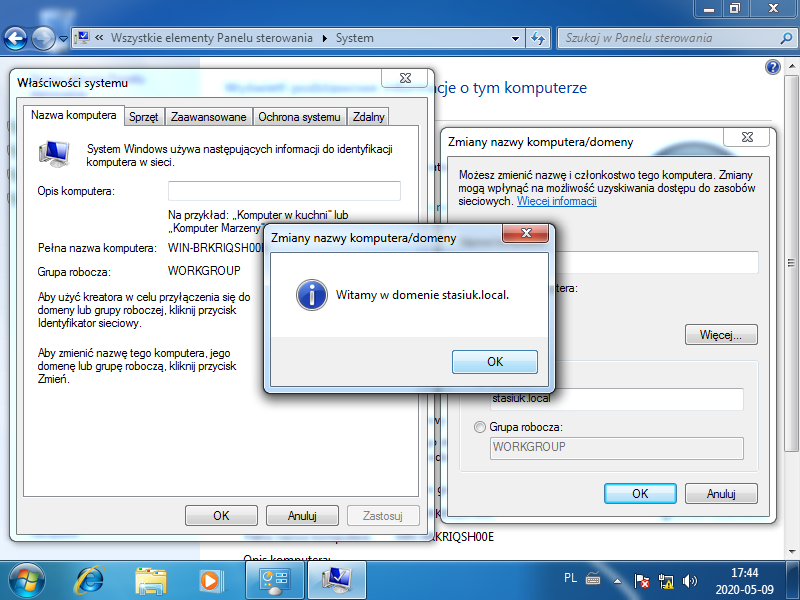 Wszystkie elementy Panelu sterowania
System
Szukaj w Panelu sterowania
cje o tym komputerze
Właściwości systemu
Nazwa komputera
Sprzęt
Zaawansowane
Ochrona systemu
Zdalny
System Windows używa następujących informacji do identyfikacji
komputera w sieci.
Opis komputera:
Na przykład: „Komputer w kuchni” lub
„Komputer Marzeny
Pełna nazwa komputera:
WIN-BRKRIQSH00E
Grupa robocza:
WORKGROUP
Aby użyć kreatora w celu przyłączenia się do
domeny lub grupy roboczej, kliknij przycisk
Identyfikator sieciowy.
Aby zmienić nazwę tego komputera, jego
domenę lub grupę roboczą, kliknij przycisk
Zmień.
OK
Anuluj
Zastosuj
Zmiany nazwy komputera/domeny
Możesz zmienić nazwę i członkostwo tego komputera. Zmiany
mogą wpłynąć na możliwość uzyskiwania dostępu do zasobów
sieciowych. Więcej informacji
tera:
Więcej...
stasiuk.local
Grupa robocza:
WORKGROUP
OK
Anuluj
Zmiany nazwy komputera/domeny
Witamy w domenie stasiuk.local.
OK
KRIQSH00E
Opis komputera:
PL
17:44
2020-05-09